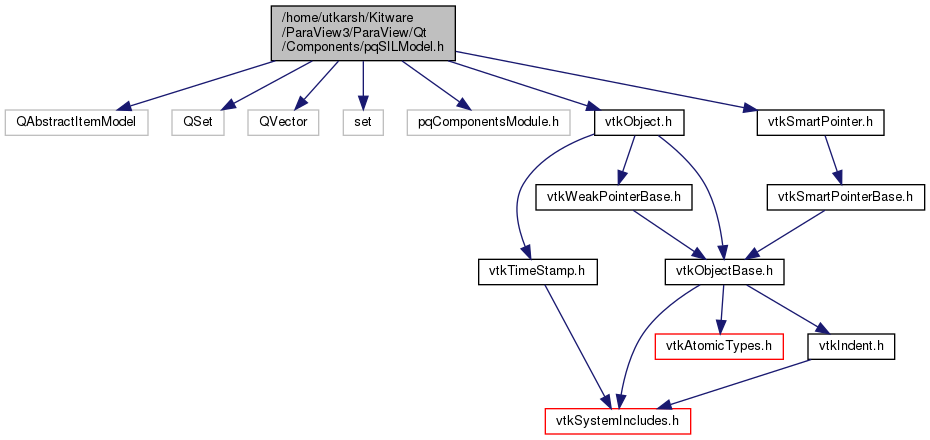 /home/utkarsh/Kitware
/ParaView3/ParaView/Qt
/Components/pqSILModel.h
QAbstractItemModel
QSet
QVector
set
pqComponentsModule.h
vtkObject.h
vtkSmartPointer.h
vtkWeakPointerBase.h
vtkSmartPointerBase.h
vtkTimeStamp.h
vtkObjectBase.h
vtkAtomicTypes.h
vtkIndent.h
vtkSystemIncludes.h